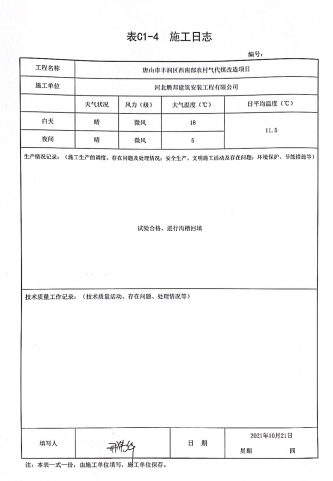 表C1-4 施工日志
编号:
工程名称 唐山市丰润区西南部农村气代煤改造项目
施工单位 河北腾邦建筑安装工程有限公司
天气状况 风力(级) 大气温度(℃) 日平均温度(℃)
白天 晴 微风 18 11.5
夜间 晴 微风 5
生产情况记录:(施工生产的调度、存在问题及处理情况;安全生产、文明施工活动及存在问题;环境保护、节能措施等)
试验合格,进行沟槽回填
技术质量工作记录:(技术质量活动、存在问题、处理情况等)
填写人 日 期 2021年10月21日
星期 四
注:本表一式一份,由施工单位填写,施工单位保存。